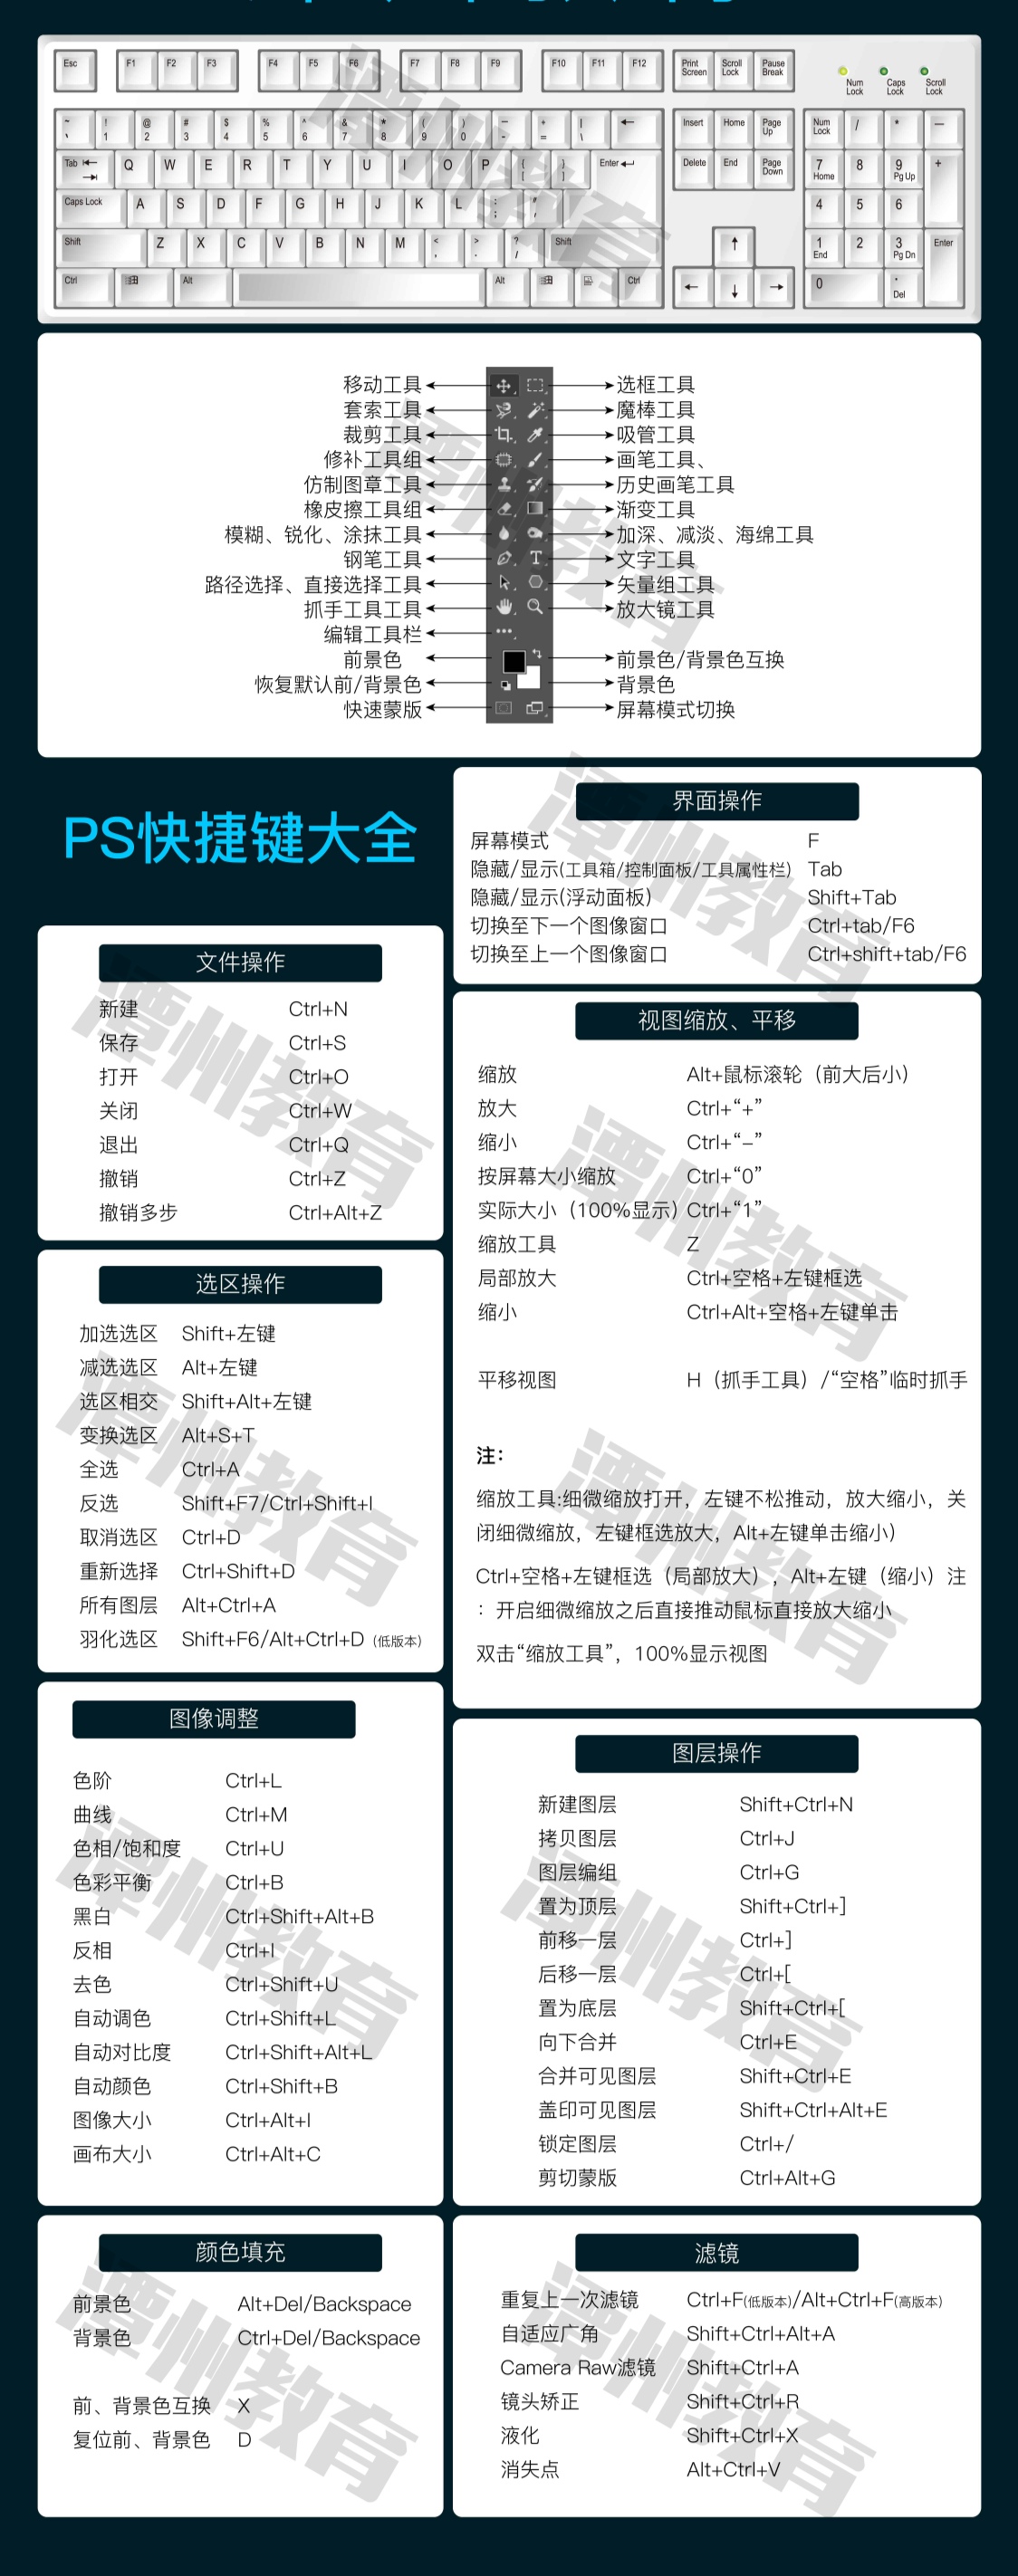 Esc F1 F2 F3 F4 F5 F6 F7 F8 F9 F10 F11 F12 Print Screen Scroll Lock Pause Break
Num Lock Caps Lock Scroll Lock
~ ` ! 1 @ 2 # 3 $ 4 % 5 ^ 6 & 7 * 8 ( 9 ) 0 — - + = | \ ← Insert Home Page Up Num Lock / * —
Tab Q W E R T Y U I O P { [ } ] Enter Delete End Page Down 7 Home 8 9 Pg Up +
Caps Lock A S D F G H J K L : ; " , 4 5 6
Shift Z X C V B N M < , > . ? / Shift ↑ 1 End 2 3 Pg Dn Enter
Ctrl Alt Alt Ctrl ← ↓ → 0 . Del
移动工具 选框工具
套索工具 魔棒工具
裁剪工具 吸管工具
修补工具组 画笔工具、
仿制图章工具 历史画笔工具
橡皮擦工具组 渐变工具
模糊、锐化、涂抹工具 加深、减淡、海绵工具
钢笔工具 文字工具
路径选择、直接选择工具 矢量组工具
抓手工具工具 放大镜工具
编辑工具栏
前景色 前景色/背景色互换
恢复默认前/背景色 背景色
快速蒙版 屏幕模式切换
PS快捷键大全
界面操作
屏幕模式 F
隐藏/显示(工具箱/控制面板/工具属性栏) Tab
隐藏/显示(浮动面板) Shift+Tab
切换至下一个图像窗口 Ctrl+tab/F6
切换至上一个图像窗口 Ctrl+shift+tab/F6
文件操作
新建 Ctrl+N
保存 Ctrl+S
打开 Ctrl+O
关闭 Ctrl+W
退出 Ctrl+Q
撤销 Ctrl+Z
撤销多步 Ctrl+Alt+Z
视图缩放、平移
缩放 Alt+鼠标滚轮（前大后小）
放大 Ctrl+“+”
缩小 Ctrl+“–”
按屏幕大小缩放 Ctrl+“0”
实际大小（100%显示）Ctrl+“1”
缩放工具 Z
局部放大 Ctrl+空格+左键框选
缩小 Ctrl+Alt+空格+左键单击
平移视图 H（抓手工具）/“空格”临时抓手
注：
缩放工具:细微缩放打开，左键不松推动，放大缩小，关
闭细微缩放，左键框选放大，Alt+左键单击缩小）
Ctrl+空格+左键框选（局部放大），Alt+左键（缩小）注
：开启细微缩放之后直接推动鼠标直接放大缩小
双击“缩放工具”，100%显示视图
选区操作
加选选区 Shift+左键
减选选区 Alt+左键
选区相交 Shift+Alt+左键
变换选区 Alt+S+T
全选 Ctrl+A
反选 Shift+F7/Ctrl+Shift+I
取消选区 Ctrl+D
重新选择 Ctrl+Shift+D
所有图层 Alt+Ctrl+A
羽化选区 Shift+F6/Alt+Ctrl+D（低版本）
图像调整
色阶 Ctrl+L
曲线 Ctrl+M
色相/饱和度 Ctrl+U
色彩平衡 Ctrl+B
黑白 Ctrl+Shift+Alt+B
反相 Ctrl+I
去色 Ctrl+Shift+U
自动调色 Ctrl+Shift+L
自动对比度 Ctrl+Shift+Alt+L
自动颜色 Ctrl+Shift+B
图像大小 Ctrl+Alt+I
画布大小 Ctrl+Alt+C
图层操作
新建图层 Shift+Ctrl+N
拷贝图层 Ctrl+J
图层编组 Ctrl+G
置为顶层 Shift+Ctrl+]
前移一层 Ctrl+]
后移一层 Ctrl+[
置为底层 Shift+Ctrl+[
向下合并 Ctrl+E
合并可见图层 Shift+Ctrl+E
盖印可见图层 Shift+Ctrl+Alt+E
锁定图层 Ctrl+/
剪切蒙版 Ctrl+Alt+G
颜色填充
前景色 Alt+Del/Backspace
背景色 Ctrl+Del/Backspace
前、背景色互换 X
复位前、背景色 D
滤镜
重复上一次滤镜 Ctrl+F(低版本)/Alt+Ctrl+F(高版本)
自适应广角 Shift+Ctrl+Alt+A
Camera Raw滤镜 Shift+Ctrl+A
镜头矫正 Shift+Ctrl+R
液化 Shift+Ctrl+X
消失点 Alt+Ctrl+V
潭州教育
潭州教育
潭州教育
潭州教育
潭州教育
潭州教育
潭州教育
潭州教育
潭州教育
潭州教育
潭州教育